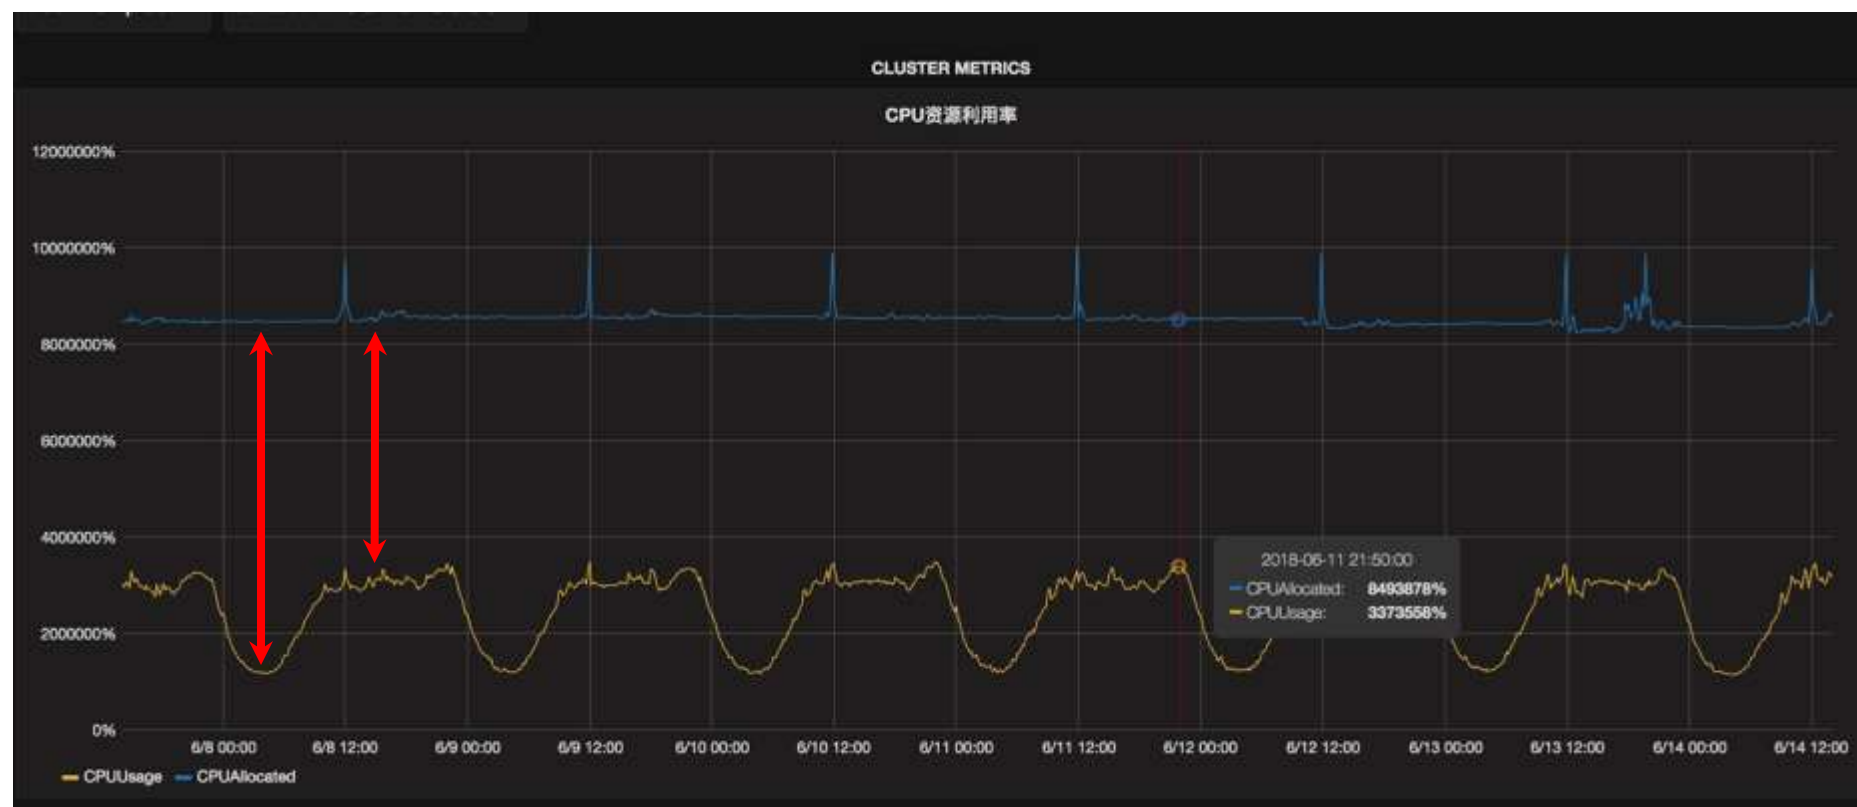 CLUSTER METRICS
CPU资源利用率
12000000%
10000000%
8000000%
6000000%
4000000%
2000000%
0%
2018-06-11 21:50:00
CPUAllocated: 8493878%
CPUUsage: 3373558%
6/8 00:00 6/8 12:00 6/9 00:00 6/9 12:00 6/10 00:00 6/10 12:00 6/11 00:00 6/11 12:00 6/12 00:00 6/12 12:00 6/13 00:00 6/13 12:00 6/14 00:00 6/14 12:00
CPUUsage CPUAllocated